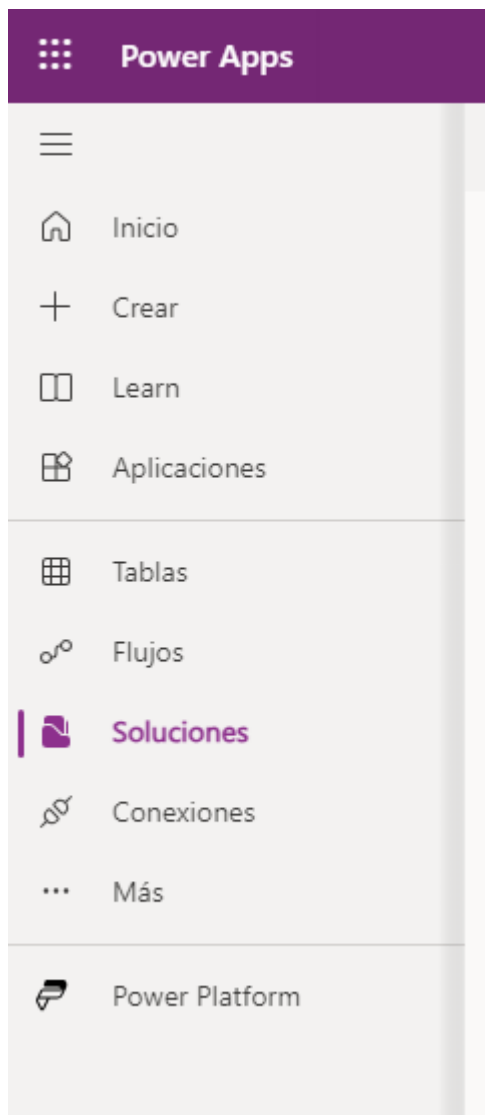 Power Apps
Inicio
Crear
Learn
Aplicaciones
Tablas
Flujos
Soluciones
Conexiones
Más
Power Platform